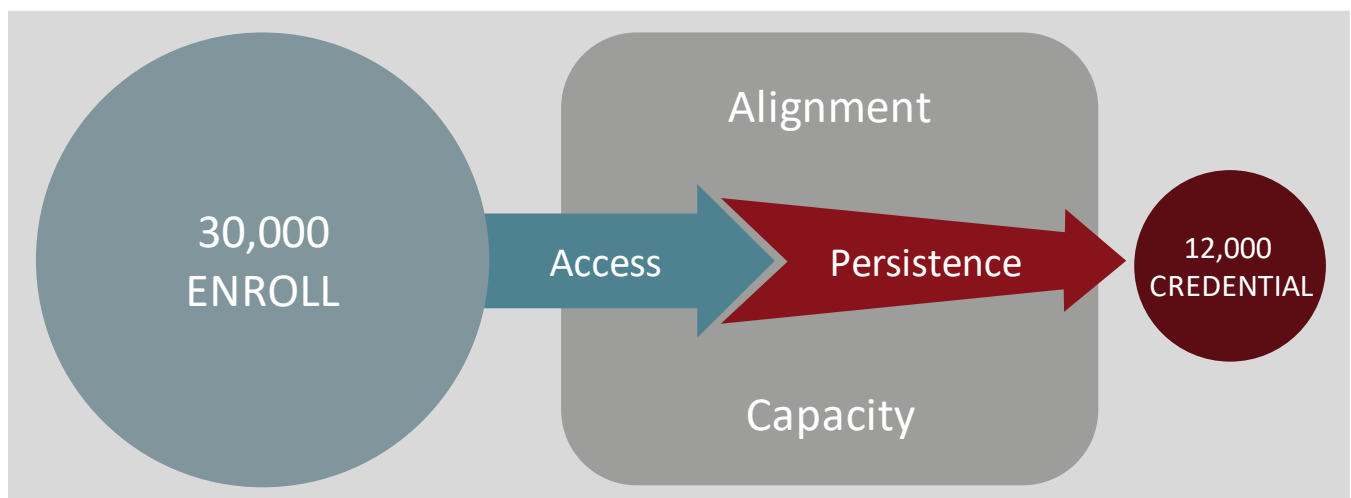 30,000
ENROLL
Access
Alignment
Persistence
Capacity
12,000
CREDENTIAL